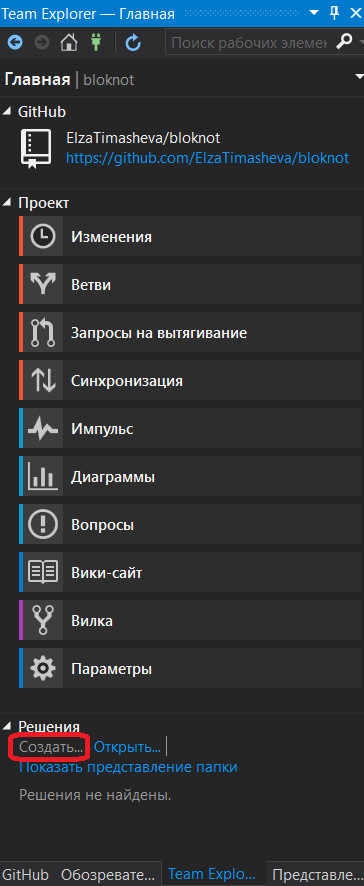 Team Explorer — Главная
Поиск рабочих элемен
Главная | bloknot
GitHub
ElzaTimasheva/bloknot
https://github.com/ElzaTimasheva/bloknot
Проект
Изменения
Ветви
Запросы на вытягивание
Синхронизация
Импульс
Диаграммы
Вопросы
Вики-сайт
Вилка
Параметры
Решения
Создать... Открыть... |
Показать представление папки
Решения не найдены.
GitHub Обозревате... Team Explo... Представле...